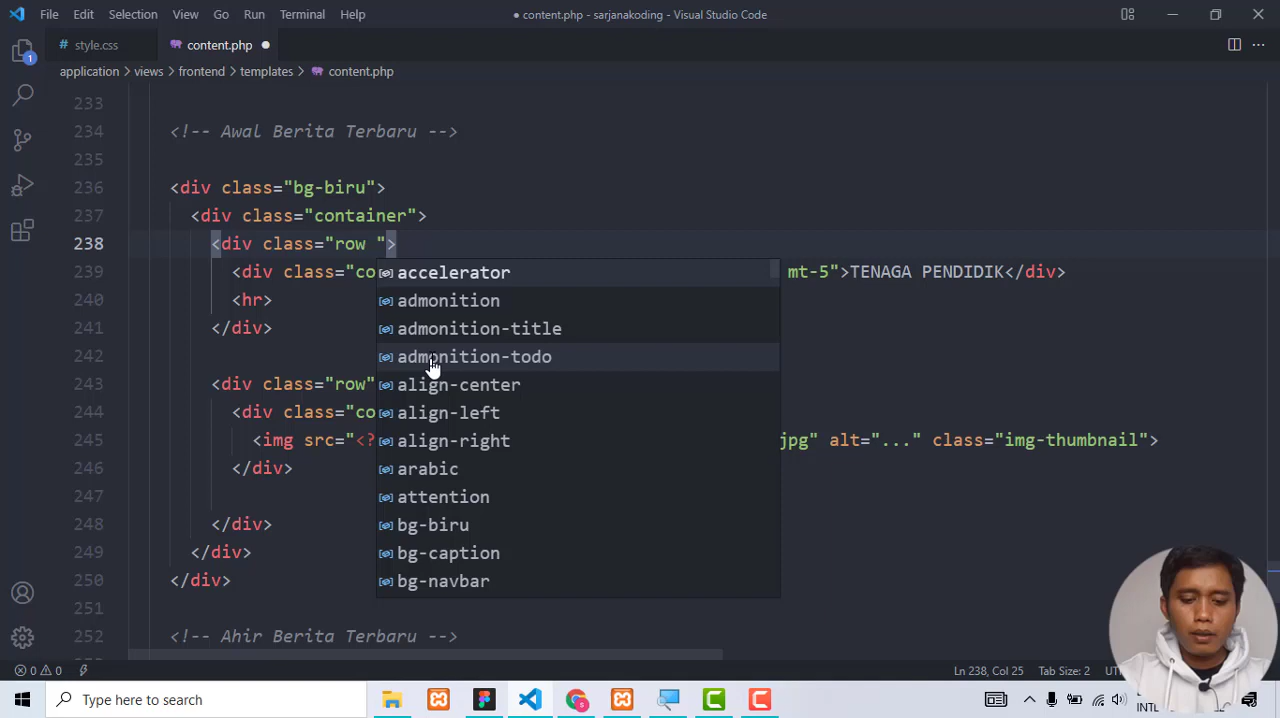 File Edit Selection View Go Run Terminal Help ● content.php - sarjanakoding - Visual Studio Code
# style.css content.php ●
application > views > frontend > templates > content.php
1
233
234 <!-- Awal Berita Terbaru -->
235
236 <div class="bg-biru">
237 <div class="container">
238 <div class="row ">
239 <div class="co mt-5">TENAGA PENDIDIK</div>
240 <hr>
241 </div>
242
243 <div class="row"
244 <div class="co
245 <img src="<? jpg" alt="..." class="img-thumbnail">
246 </div>
247
248 </div>
249 </div>
250 </div>
251
252 <!-- Ahir Berita Terbaru -->
accelerator
admonition
admonition-title
admonition-todo
align-center
align-left
align-right
arabic
attention
bg-biru
bg-caption
bg-navbar
0 0 Ln 238, Col 25 Tab Size: 2
Type here to search INTL